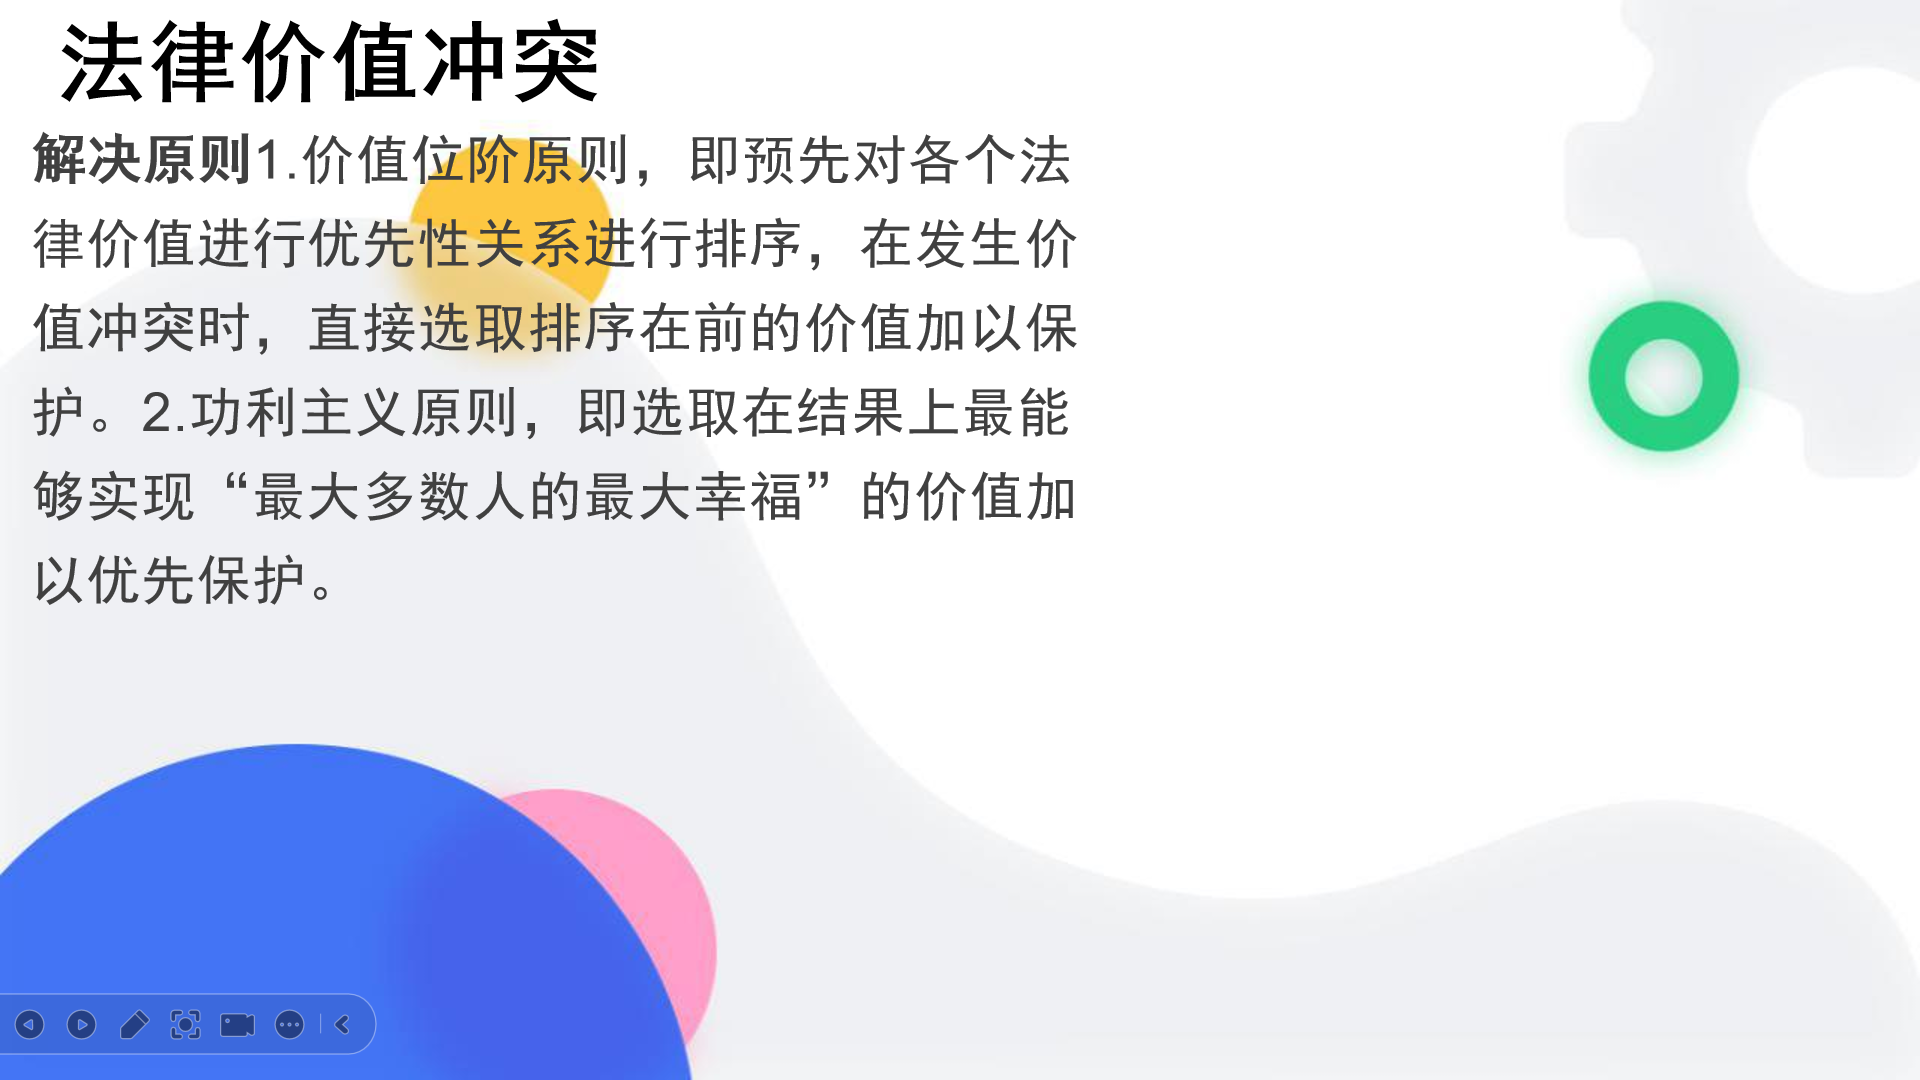 法律价值冲突
解决原则1.价值位阶原则，即预先对各个法
律价值进行优先性关系进行排序，在发生价
值冲突时，直接选取排序在前的价值加以保
护。2.功利主义原则，即选取在结果上最能
够实现“最大多数人的最大幸福”的价值加
以优先保护。